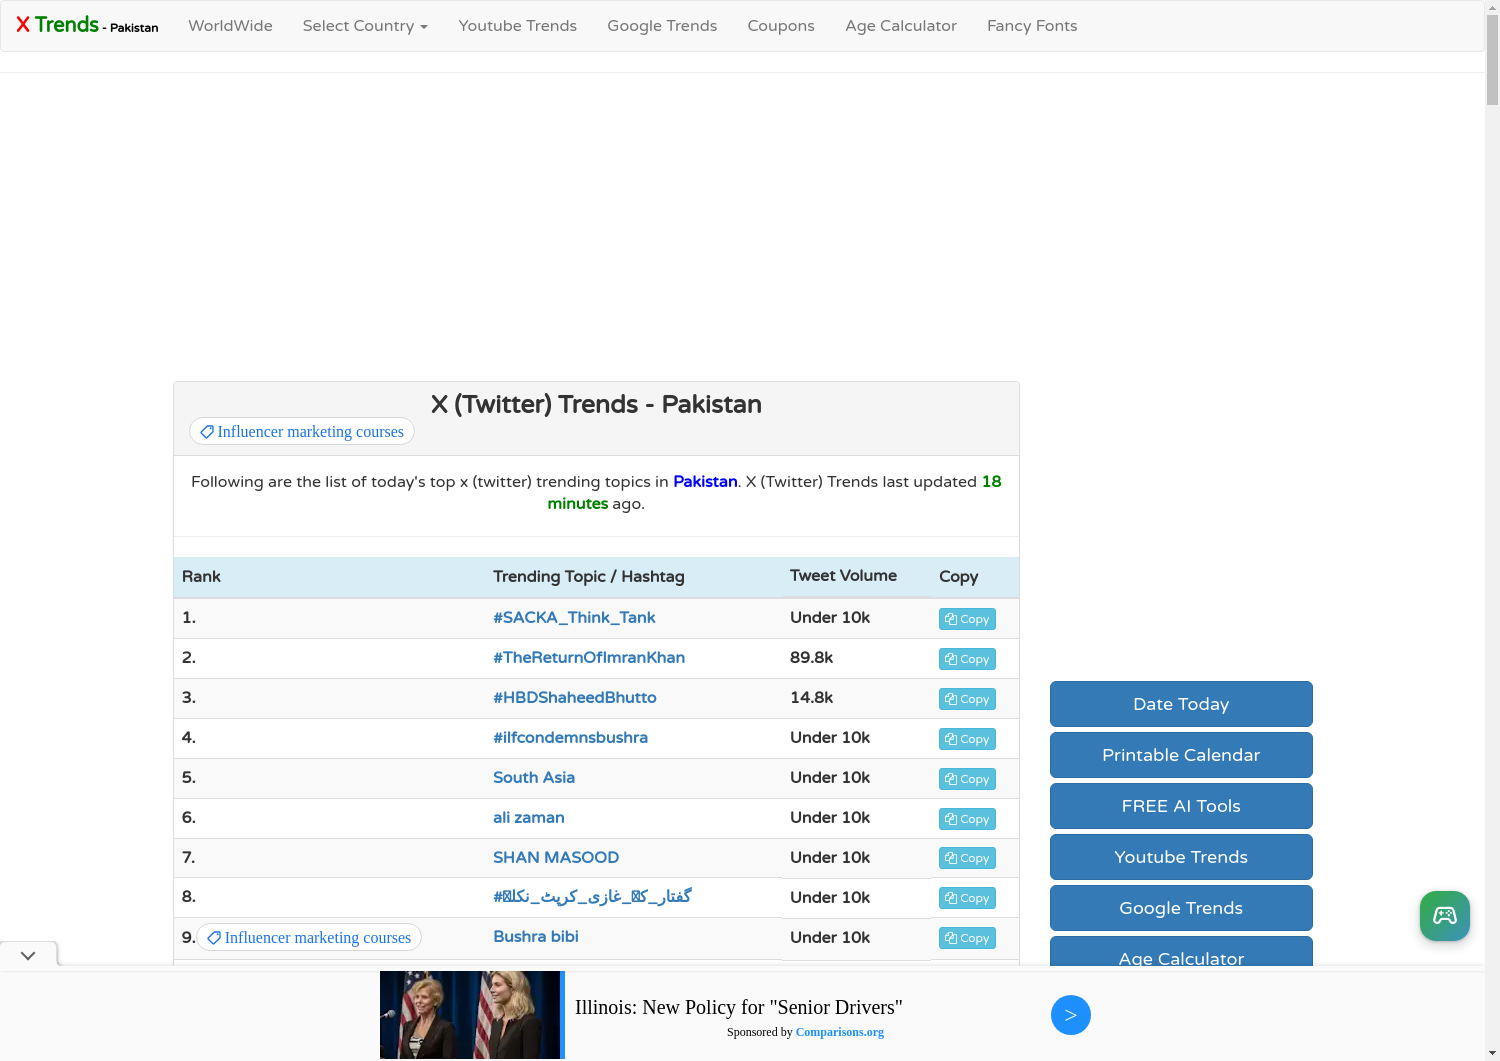 X Trends - Pakistan WorldWide Select Country Youtube Trends Google Trends Coupons Age Calculator Fancy Fonts
X (Twitter) Trends - Pakistan
Influencer marketing courses
Following are the list of today's top x (twitter) trending topics in Pakistan. X (Twitter) Trends last updated 18
minutes ago.
Rank Trending Topic / Hashtag Tweet Volume Copy
1. #SACKA_Think_Tank Under 10k Copy
2. #TheReturnOfImranKhan 89.8k Copy
3. #HBDShaheedBhutto 14.8k Copy
4. #ilfcondemnsbushra Under 10k Copy
5. South Asia Under 10k Copy
6. ali zaman Under 10k Copy
7. SHAN MASOOD Under 10k Copy
8. #گفتار_ک_غازی_کرپٹ_نکل Under 10k Copy
9. Influencer marketing courses Bushra bibi Under 10k Copy
Date Today
Printable Calendar
FREE AI Tools
Youtube Trends
Google Trends
Age Calculator
Illinois: New Policy for "Senior Drivers"
Sponsored by Comparisons.org
>